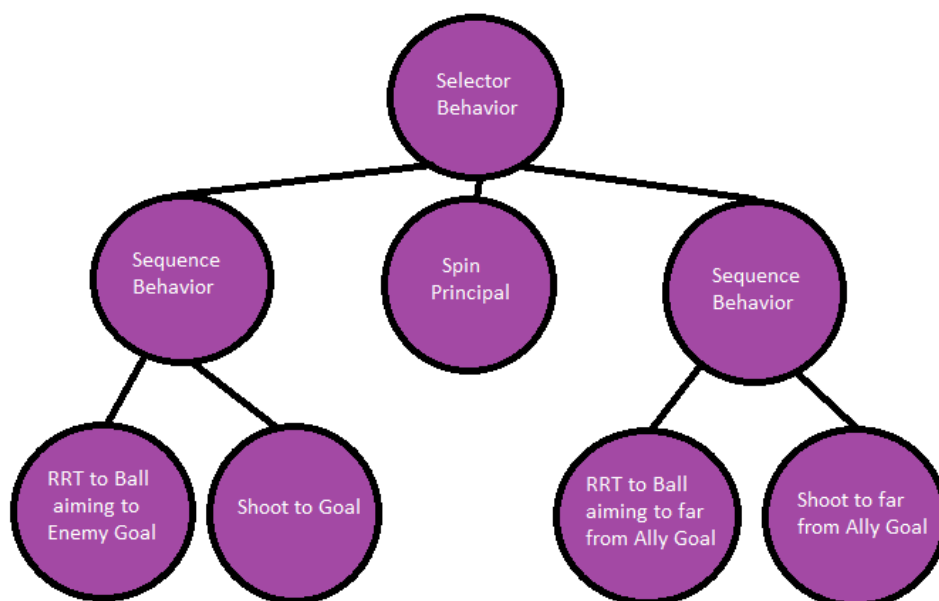 Selector
Behavior
Sequence
Behavior
Spin
Principal
Sequence
Behavior
RRT to Ball
aiming to
Enemy Goal
Shoot to Goal
RRT to Ball
aiming to far
from Ally Goal
Shoot to far
from Ally Goal